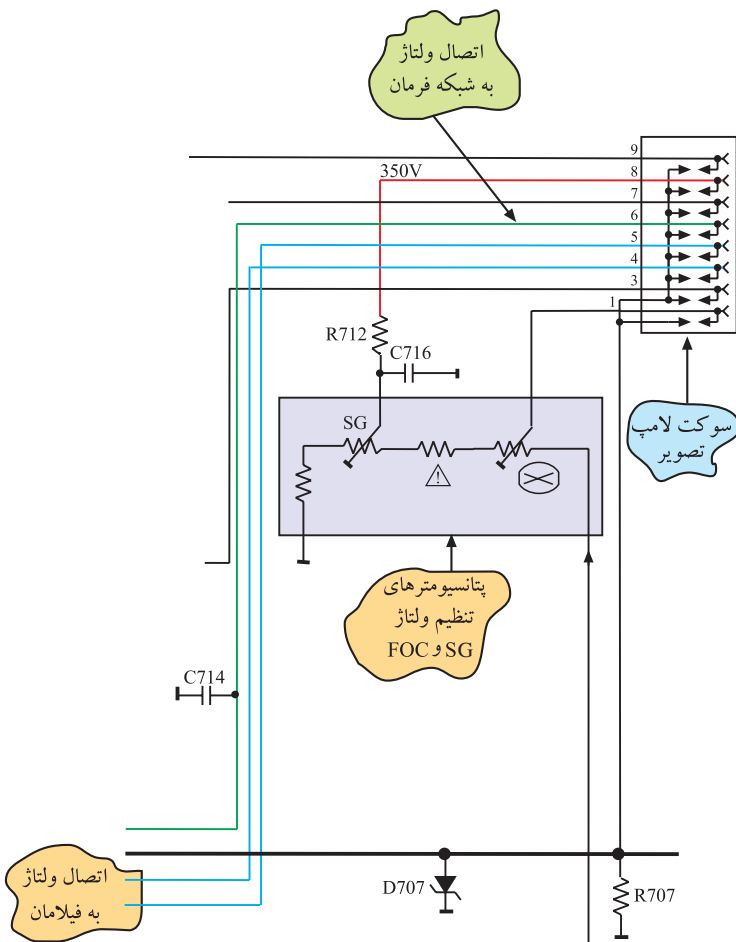 اتصال ولتاژ
به شبکه فرمان
9
350V
8
7
6
5
4
3
1
R712
C716
SG
سوکت لامپ
تصویر
پتانسیومترهای
تنظیم ولتاژ
SG و FOC
C714
اتصال ولتاژ
به فیلامان
D707
R707